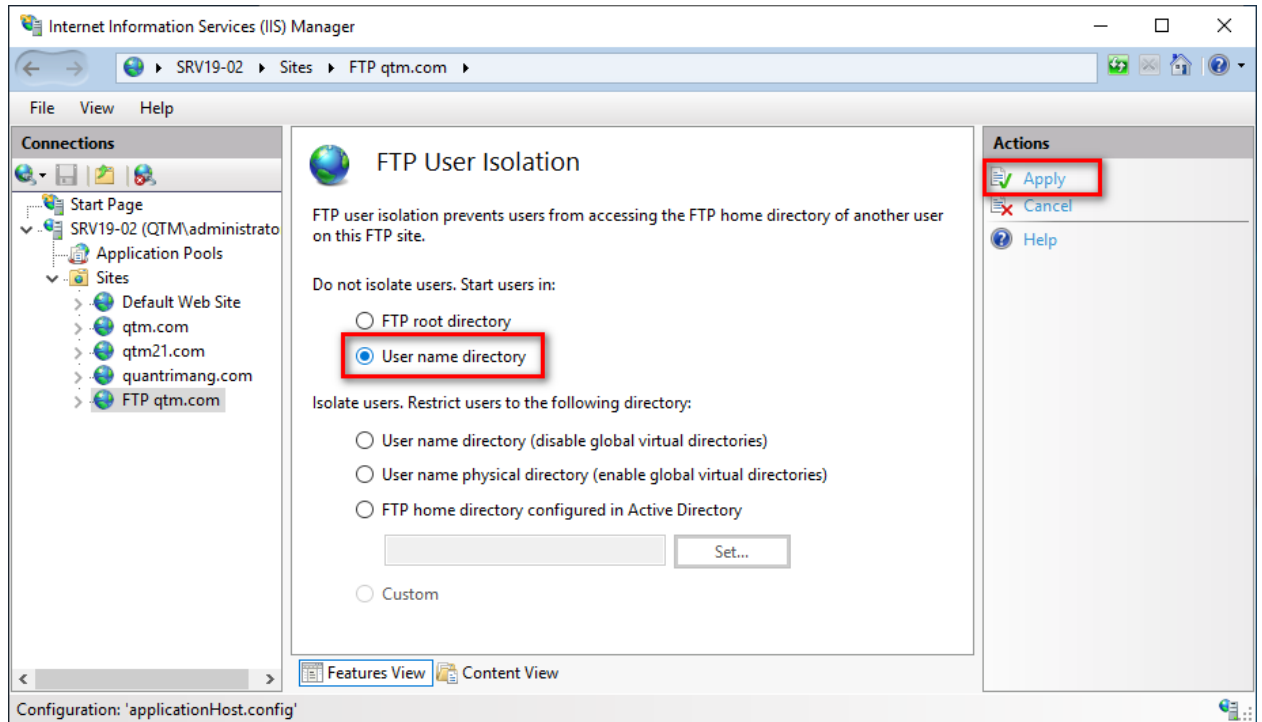 Internet Information Services (IIS) Manager
SRV19-02 Sites FTP qtm.com
File View Help
Connections
Start Page
SRV19-02 (QTM\administrato
Application Pools
Sites
Default Web Site
qtm.com
qtm21.com
quantrimang.com
FTP qtm.com
FTP User Isolation
FTP user isolation prevents users from accessing the FTP home directory of another user
on this FTP site.
Do not isolate users. Start users in:
FTP root directory
User name directory
Isolate users. Restrict users to the following directory:
User name directory (disable global virtual directories)
User name physical directory (enable global virtual directories)
FTP home directory configured in Active Directory
Set...
Custom
Features View Content View
Actions
Apply
Cancel
Help
Configuration: 'applicationHost.config'